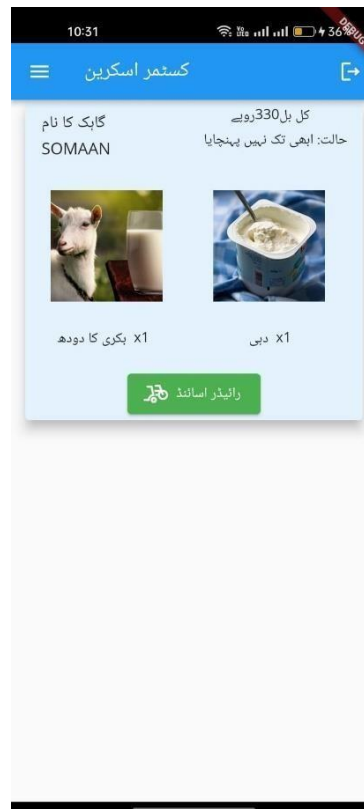 10:31
36%
DEBUG
کسٹمر اسکرین
گاہک کا نام
SOMAAN
کل بل330روپے
حالت: ابھی تک نہیں پہنچایا
x1 بکری کا دودھ
x1 دہی
رائیڈر اسائنڈ